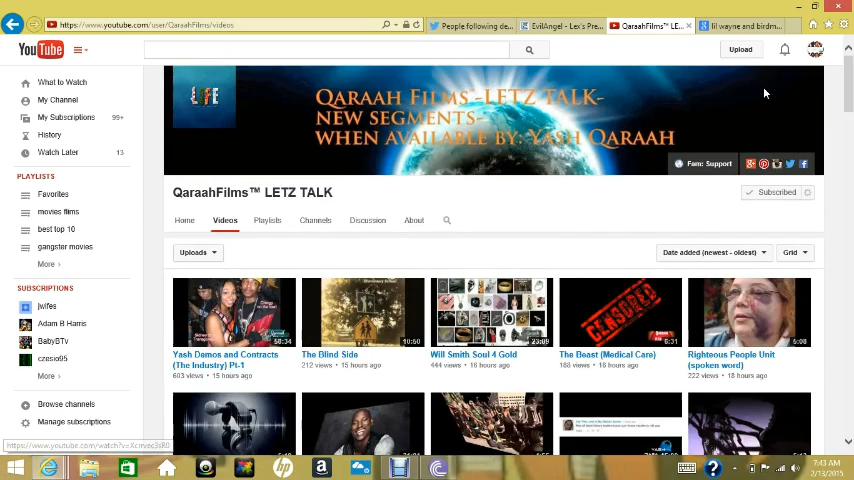 https://www.youtube.com/user/QaraahFilms/videos
People following de...
EvilAngel - Lex's Pre...
QaraahFilms™ LE...
lil wayne and birdm...
YouTube
Upload
What to Watch
My Channel
My Subscriptions 99+
History
Watch Later 13
PLAYLISTS
Favorites
movies flims
best top 10
gangster movies
More ›
SUBSCRIPTIONS
jwifes
Adam B Harris
BabyBTv
czesio95
More ›
Browse channels
Manage subscriptions
LIFE
QARAAH FILMS -LETZ TALK-
NEW SEGMENTS-
WHEN AVAILABLE BY: YASH QARAAH
Fam: Support
QaraahFilms™ LETZ TALK
Subscribed
Home Videos Playlists Channels Discussion About
Uploads
Date added (newest - oldest)
Grid
58:34
10:50
23:09
CENSORED
6:31
5:08
Yash Demos and Contracts (The Industry) Pt-1
603 views • 15 hours ago
The Blind Side
212 views • 15 hours ago
Will Smith Soul 4 Gold
444 views • 16 hours ago
The Beast (Medical Care)
188 views • 16 hours ago
Righteous People Unit (spoken word)
222 views • 18 hours ago
7:43 AM
2/13/2015